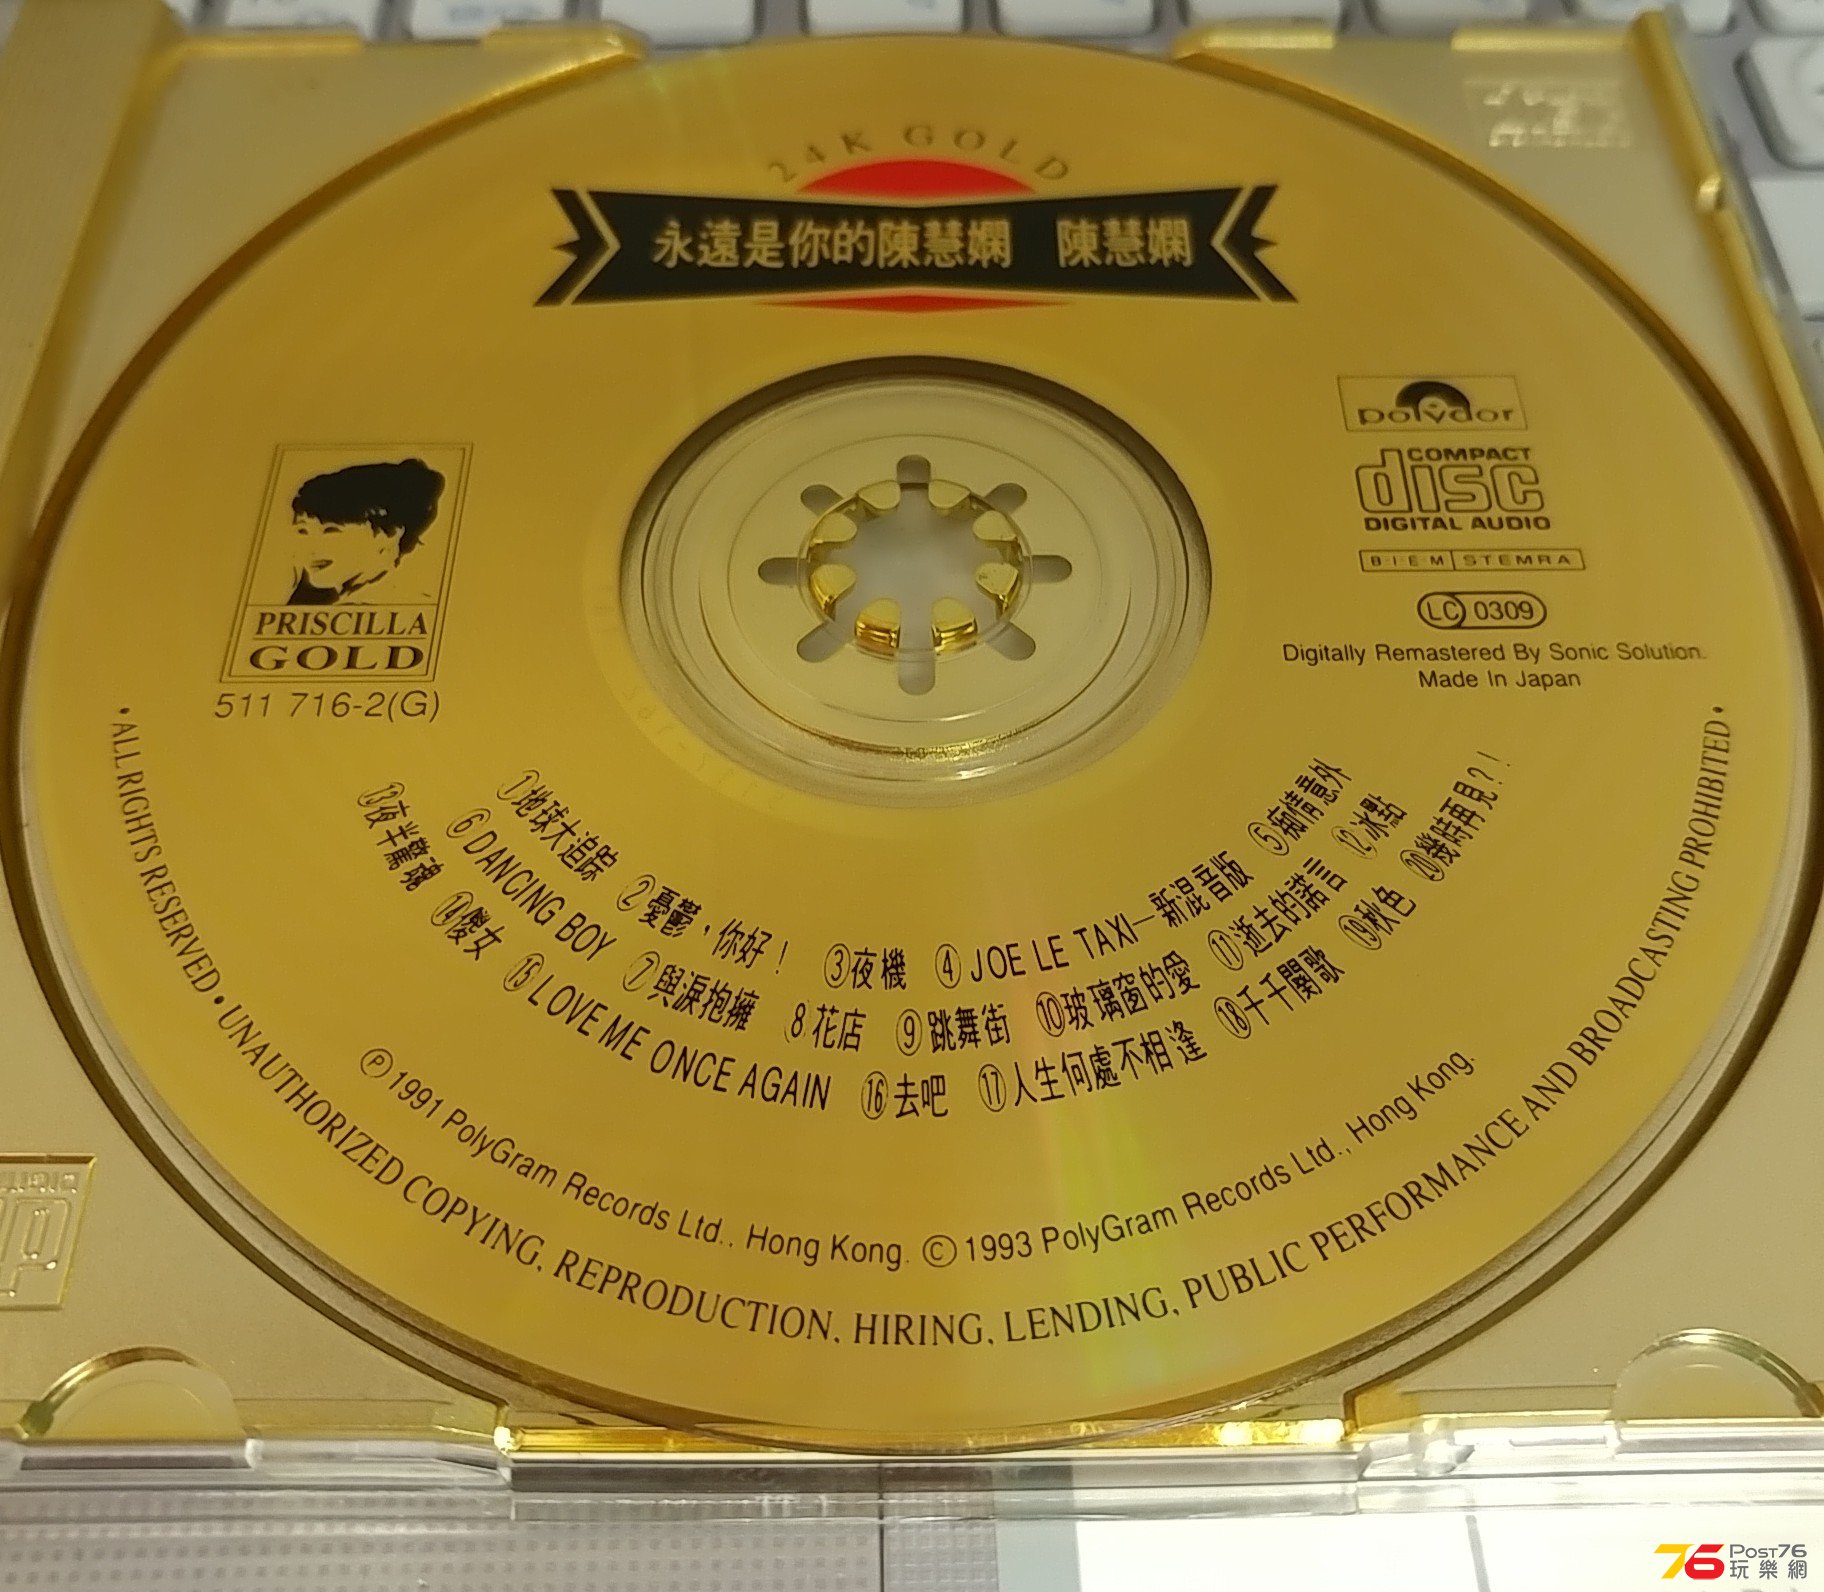 24K GOLD
永遠是你的陳慧嫻 陳慧嫻
polydor
COMPACT
disc
DIGITAL AUDIO
BIEM STEMRA
LC 0309
Digitally Remastered By Sonic Solution.
Made In Japan
PRISCILLA
GOLD
511 716-2(G)
①地球大追踪 ②憂鬱，你好！ ③夜機 ④JOE LE TAXI—新混音版 ⑤癡情意外
⑥DANCING BOY ⑦與淚抱擁 8花店 ⑨跳舞街 ⑩玻璃窗的愛 ⑪逝去的諾言 ⑫冰點
⑬夜半驚魂 ⑭傻女 ⑮LOVE ME ONCE AGAIN ⑯去吧 ⑰人生何處不相逢 ⑱千千闋歌 ⑲秋色 ⑳幾時再見？！
Ⓟ1991 PolyGram Records Ltd., Hong Kong. ©1993 PolyGram Records Ltd., Hong Kong.
• ALL RIGHTS RESERVED • UNAUTHORIZED COPYING, REPRODUCTION, HIRING, LENDING, PUBLIC PERFORMANCE AND BROADCASTING PROHIBITED •
76 POST76
玩樂網